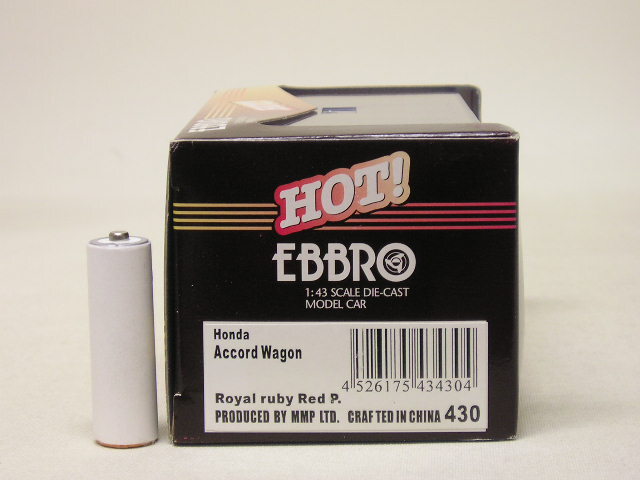 EBBRO
HOT!
EBBRO
1:43 SCALE DIE-CAST
MODEL CAR
Honda
Accord Wagon
4 526175 434304
Royal ruby Red P.
PRODUCED BY MMP LTD. CRAFTED IN CHINA 430